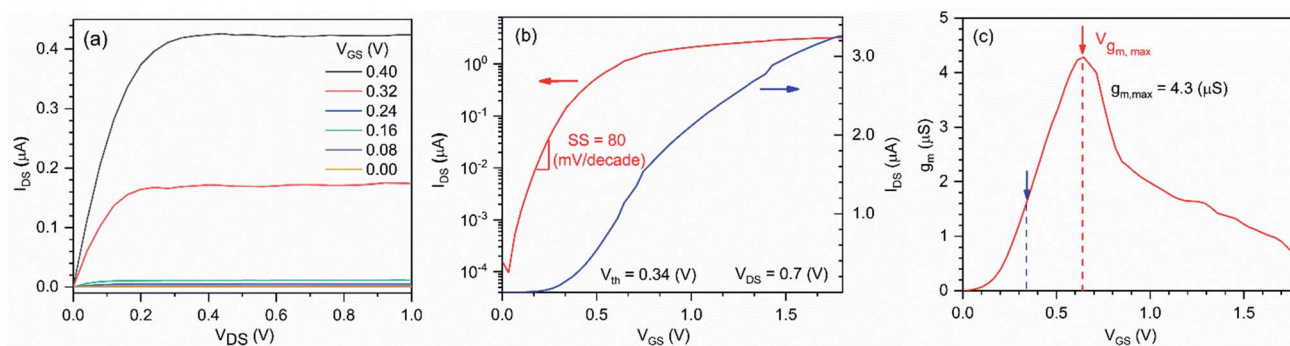 (a)
V_GS (V)
0.40
0.32
0.24
0.16
0.08
0.00
0.4
0.3
0.2
0.1
0.0
I_DS (μA)
0.0 0.2 0.4 0.6 0.8 1.0
V_DS (V)
(b)
10^0
10^-1
10^-2
10^-3
10^-4
I_DS (μA)
SS = 80
(mV/decade)
V_th = 0.34 (V) V_DS = 0.7 (V)
3.0
2.0
1.0
I_DS (μA)
0.0 0.5 1.0 1.5
V_GS (V)
(c)
V_gm, max
g_m,max = 4.3 (μS)
5
4
3
2
1
0
g_m (μS)
0.0 0.5 1.0 1.5
V_GS (V)